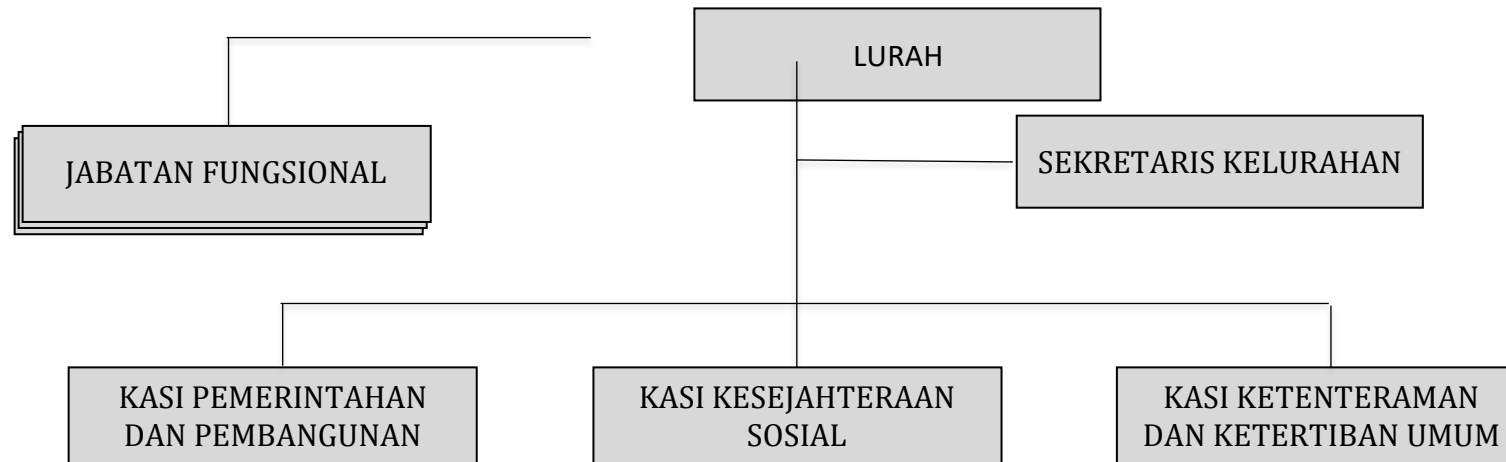 LURAH
JABATAN FUNGSIONAL
SEKRETARIS KELURAHAN
KASI PEMERINTAHAN
DAN PEMBANGUNAN
KASI KESEJAHTERAAN
SOSIAL
KASI KETENTERAMAN
DAN KETERTIBAN UMUM